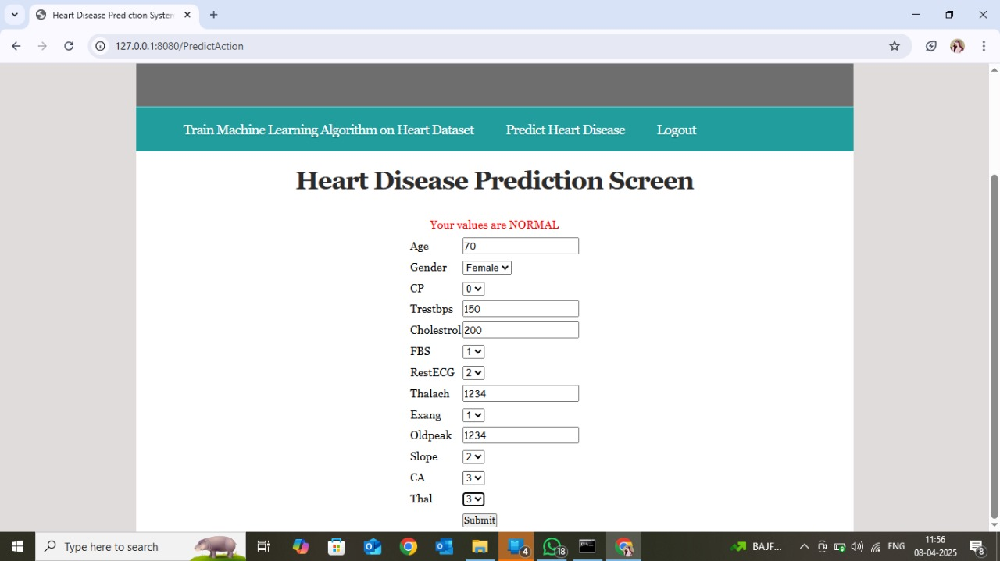 Heart Disease Prediction System
127.0.0.1:8080/PredictAction
Train Machine Learning Algorithm on Heart Dataset Predict Heart Disease Logout
Heart Disease Prediction Screen
Your values are NORMAL
Age 70
Gender Female
CP 0
Trestbps 150
Cholestrol 200
FBS 1
RestECG 2
Thalach 1234
Exang 1
Oldpeak 1234
Slope 2
CA 3
Thal 3
Submit
Type here to search
4
18
BAJF...
ENG
11:56
08-04-2025
8